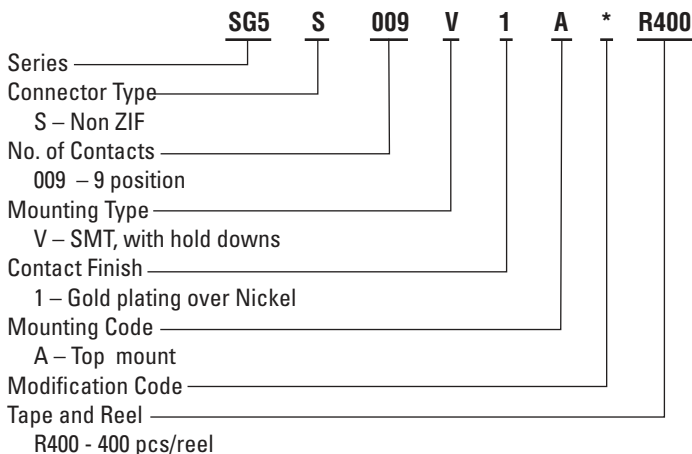 SG5 S 009 V 1 A * R400
Series
Connector Type
S – Non ZIF
No. of Contacts
009 – 9 position
Mounting Type
V – SMT, with hold downs
Contact Finish
1 – Gold plating over Nickel
Mounting Code
A – Top mount
Modification Code
Tape and Reel
R400 - 400 pcs/reel